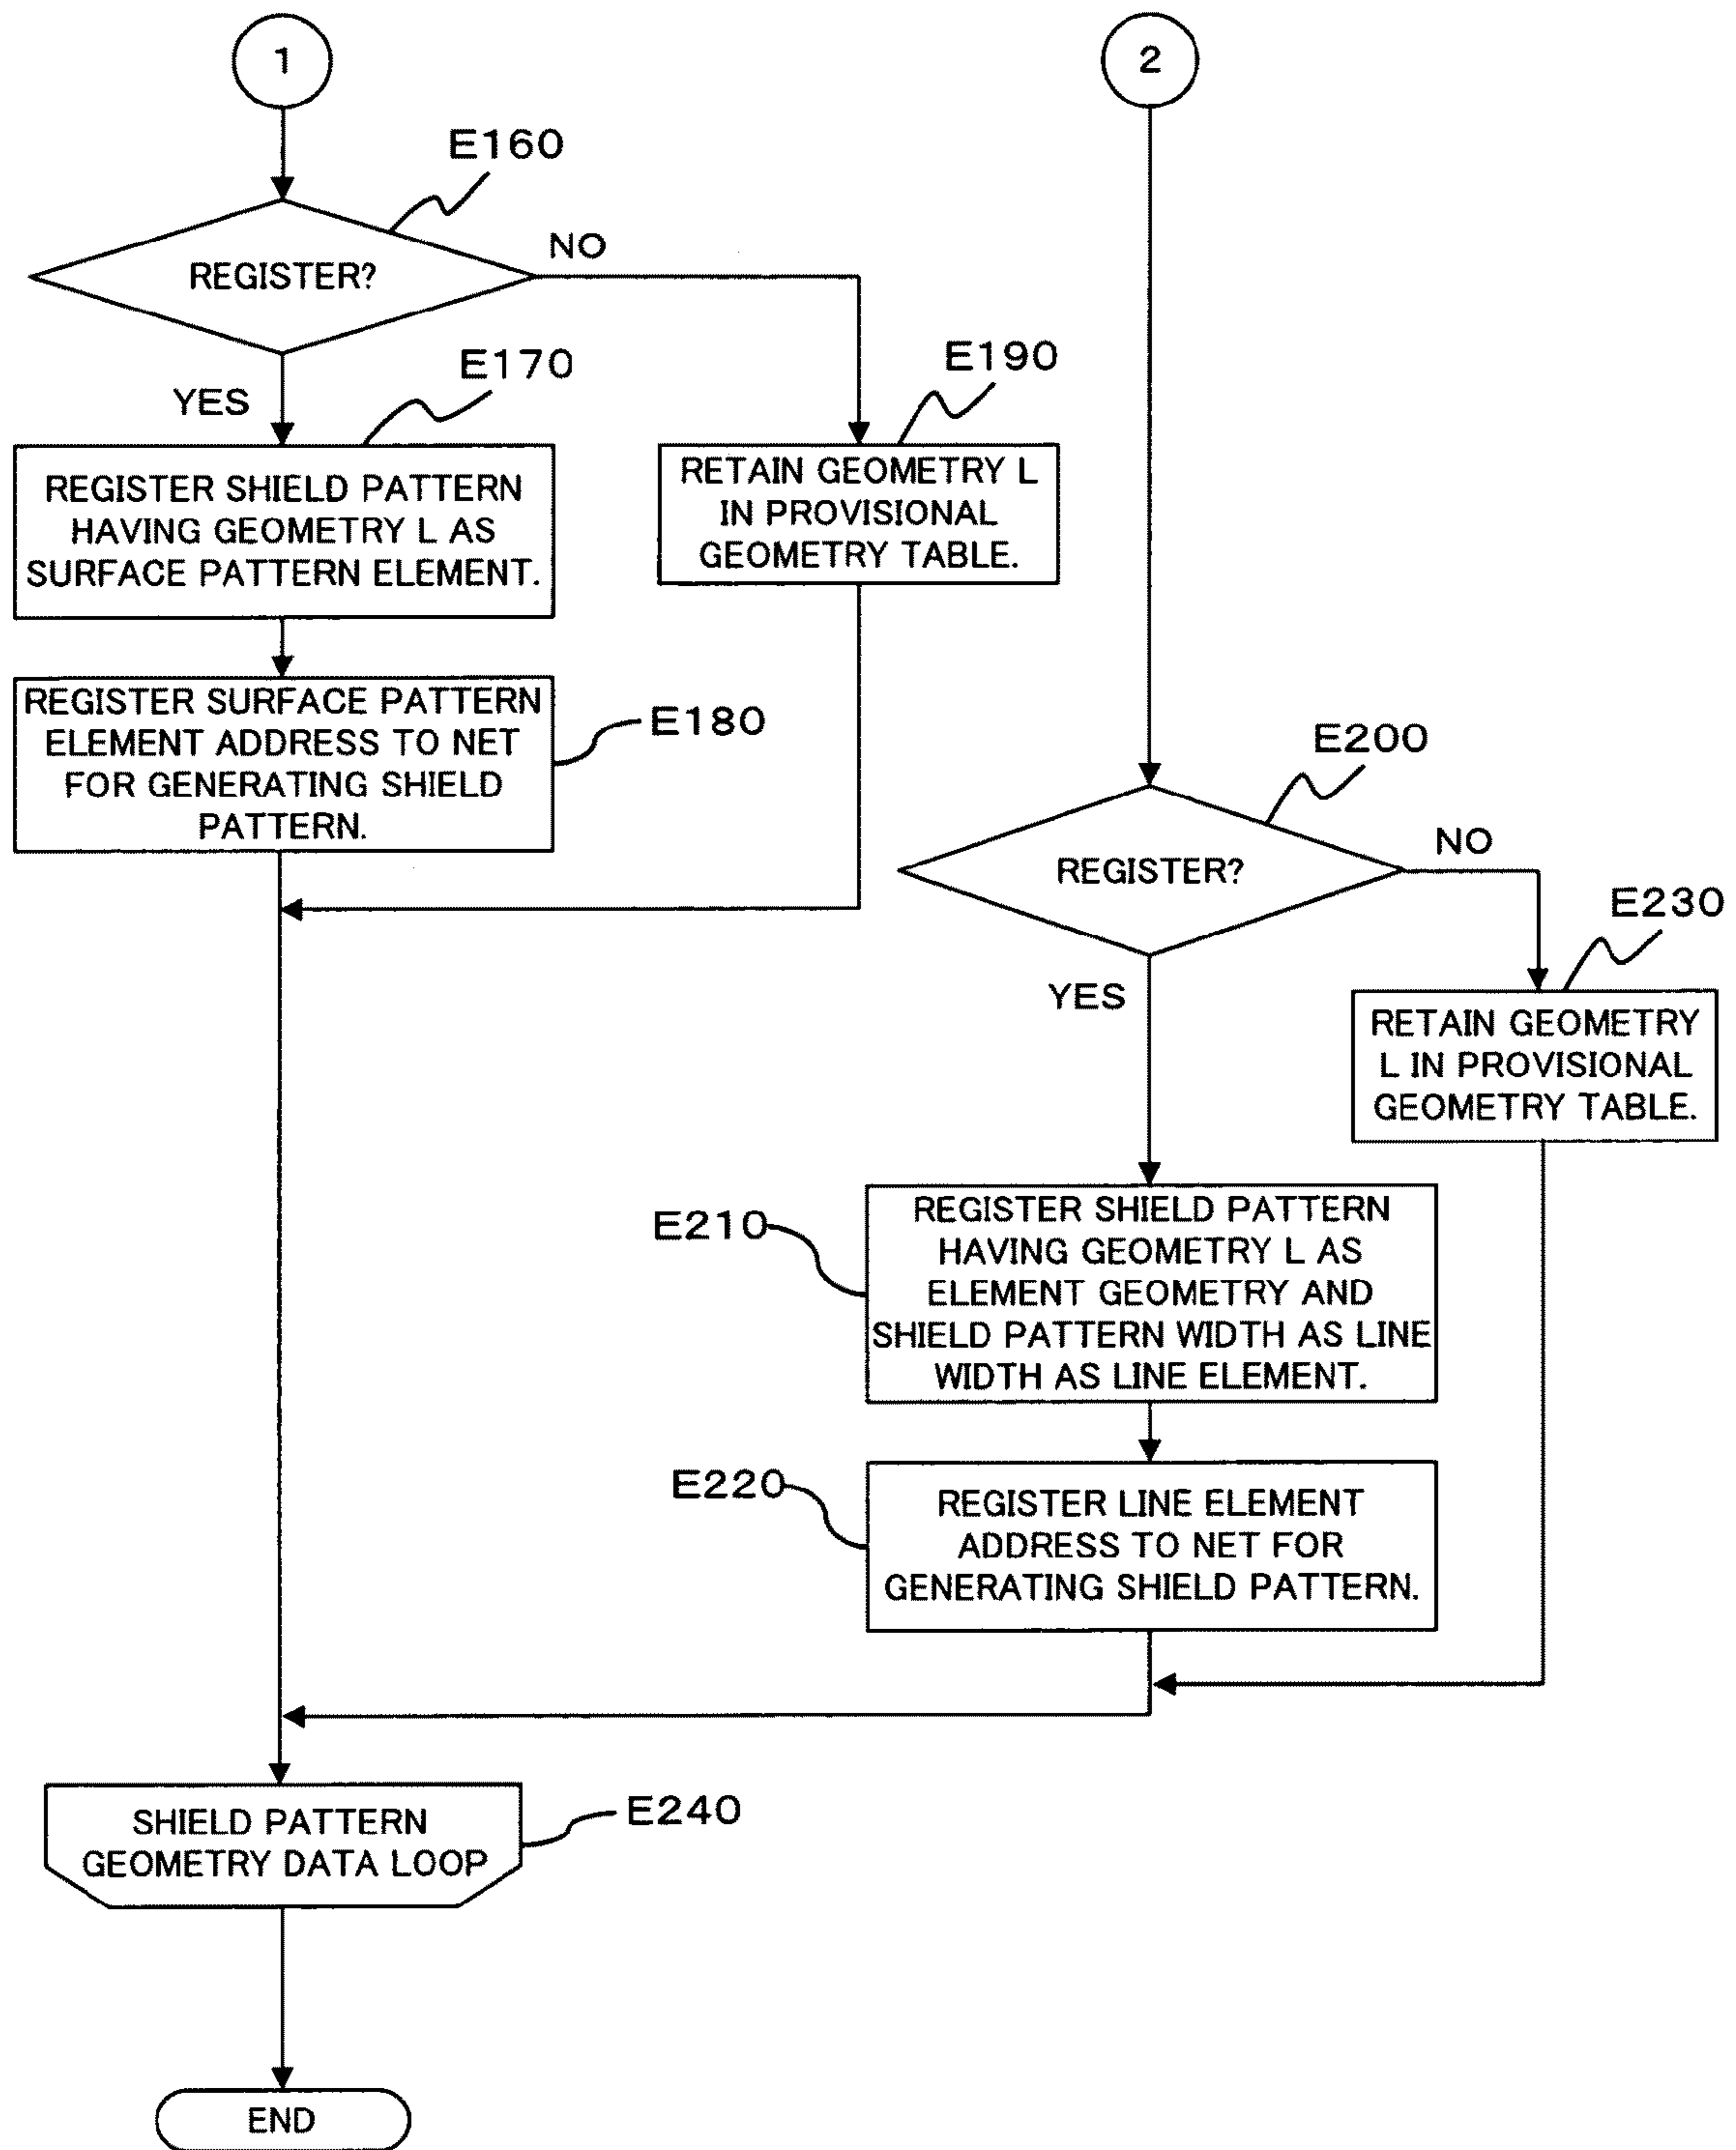 1
2
E160
REGISTER?
NO
YES
E170
REGISTER SHIELD PATTERN
HAVING GEOMETRY L AS
SURFACE PATTERN ELEMENT.
E190
RETAIN GEOMETRY L
IN PROVISIONAL
GEOMETRY TABLE.
REGISTER SURFACE PATTERN
ELEMENT ADDRESS TO NET
FOR GENERATING SHIELD
PATTERN.
E180
E200
REGISTER?
NO
YES
E230
RETAIN GEOMETRY
L IN PROVISIONAL
GEOMETRY TABLE.
E210
REGISTER SHIELD PATTERN
HAVING GEOMETRY L AS
ELEMENT GEOMETRY AND
SHIELD PATTERN WIDTH AS LINE
WIDTH AS LINE ELEMENT.
E220
REGISTER LINE ELEMENT
ADDRESS TO NET FOR
GENERATING SHIELD PATTERN.
SHIELD PATTERN
GEOMETRY DATA LOOP
E240
END